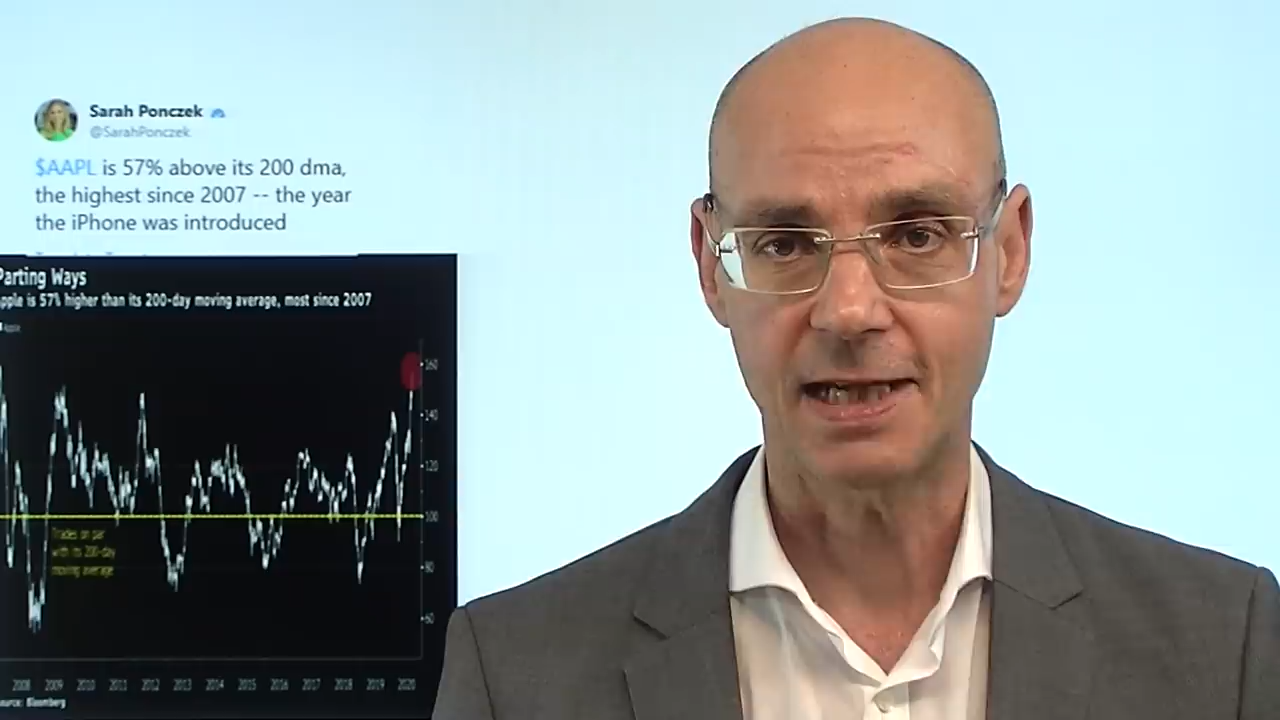 Sarah Ponczek
@SarahPonczek
$AAPL is 57% above its 200 dma,
the highest since 2007 -- the year
the iPhone was introduced
Parting Ways
pple is 57% higher than its 200-day moving average, most since 2007
Apple
160
140
120
100
80
60
Trades on par
with its 200-day
moving average
2008 2009 2010 2011 2012 2013 2014 2015 2016 2017 2018 2019 2020
ource: Bloomberg